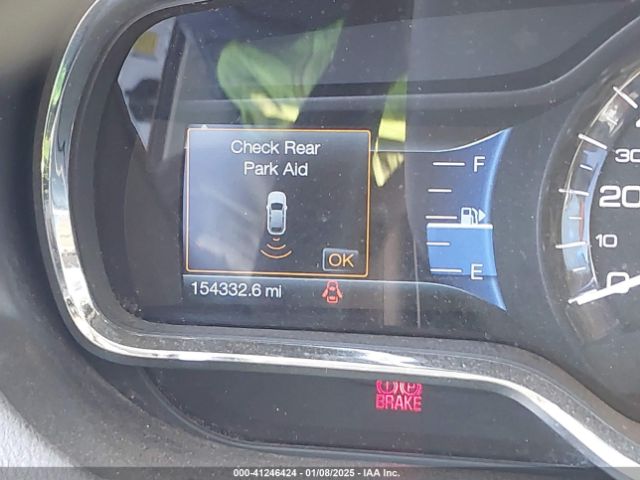 Check Rear
Park Aid
OK
154332.6 mi
F
E
30
20
10
0
BRAKE
000-41246424 - 01/08/2025 - IAA Inc.